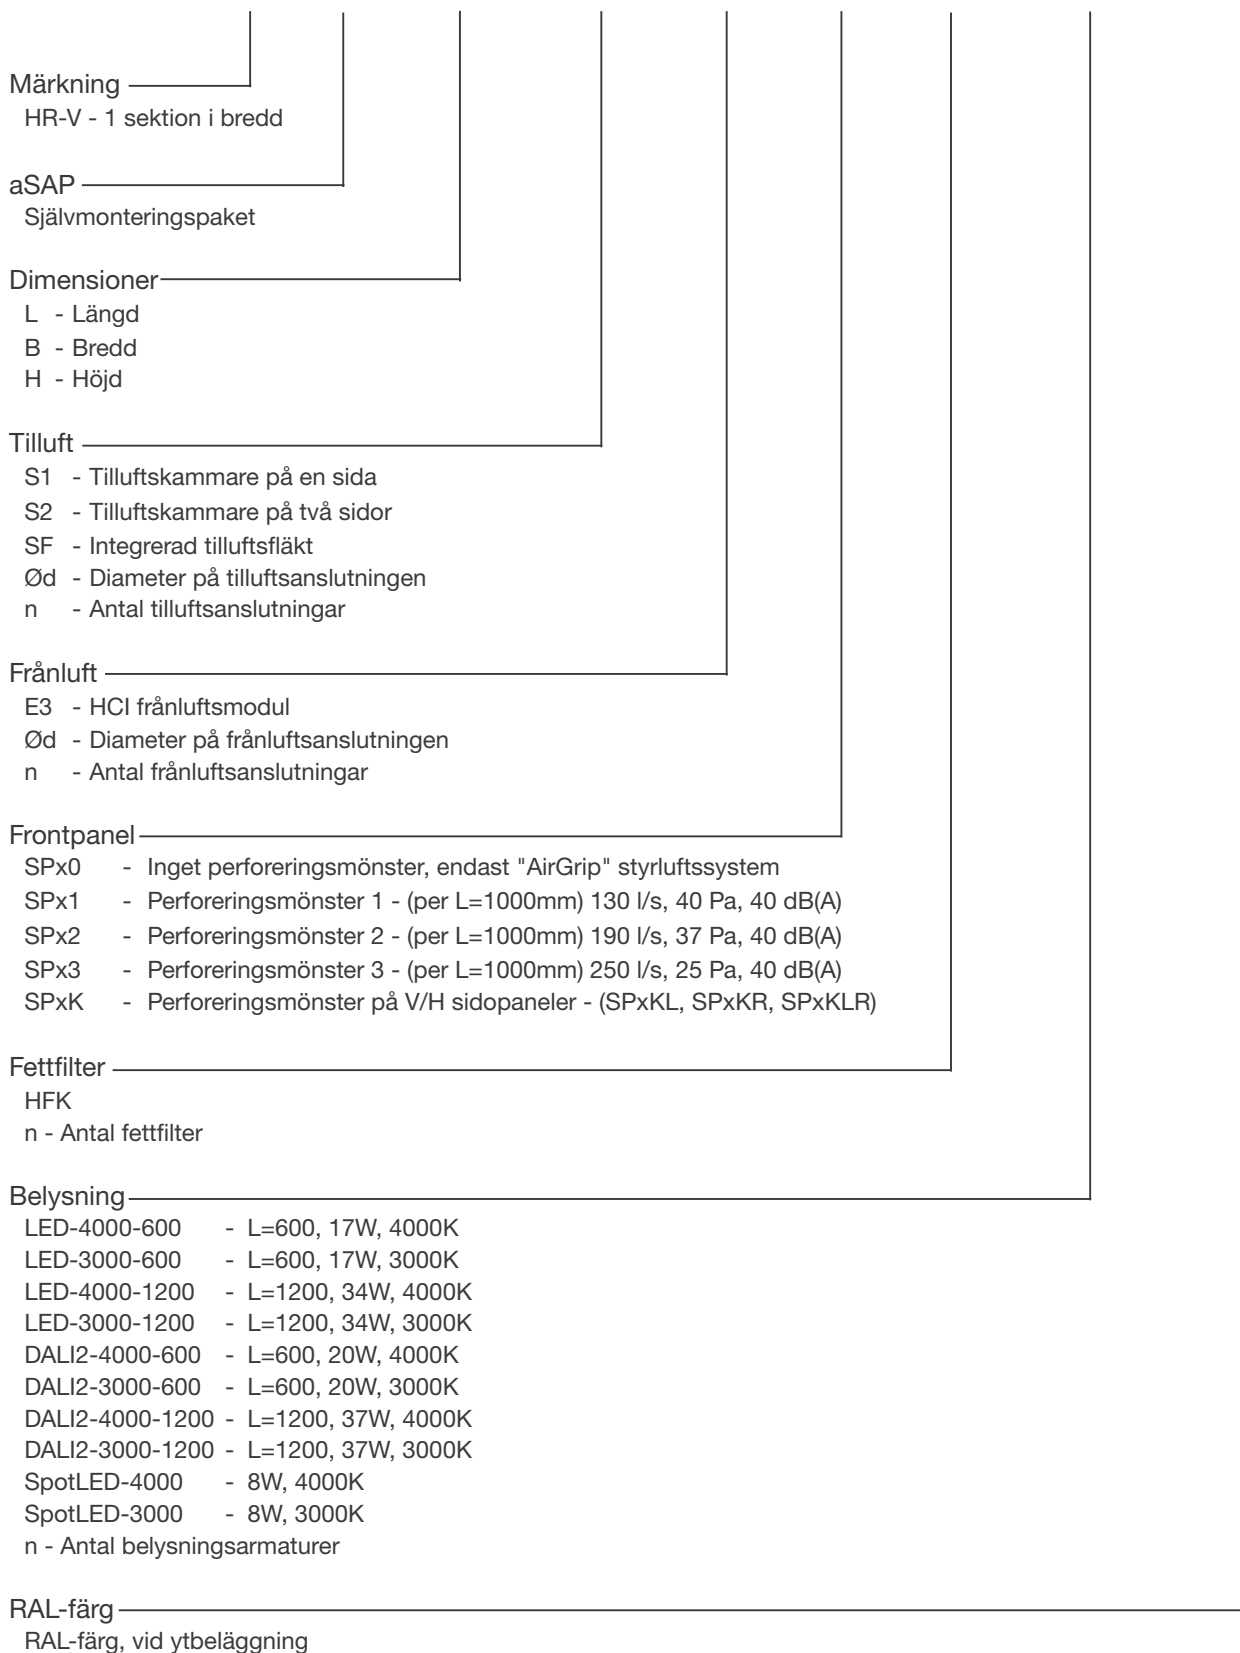 Märkning
HR-V - 1 sektion i bredd
aSAP
Självmonteringspaket
Dimensioner
L - Längd
B - Bredd
H - Höjd
Tilluft
S1 - Tilluftskammare på en sida
S2 - Tilluftskammare på två sidor
SF - Integrerad tilluftsfläkt
Ød - Diameter på tilluftsanslutningen
n - Antal tilluftsanslutningar
Frånluft
E3 - HCI frånluftsmodul
Ød - Diameter på frånluftsanslutningen
n - Antal frånluftsanslutningar
Frontpanel
SPx0 - Inget perforeringsmönster, endast "AirGrip" styrluftssystem
SPx1 - Perforeringsmönster 1 - (per L=1000mm) 130 l/s, 40 Pa, 40 dB(A)
SPx2 - Perforeringsmönster 2 - (per L=1000mm) 190 l/s, 37 Pa, 40 dB(A)
SPx3 - Perforeringsmönster 3 - (per L=1000mm) 250 l/s, 25 Pa, 40 dB(A)
SPxK - Perforeringsmönster på V/H sidopaneler - (SPxKL, SPxKR, SPxKLR)
Fettfilter
HFK
n - Antal fettfilter
Belysning
LED-4000-600 - L=600, 17W, 4000K
LED-3000-600 - L=600, 17W, 3000K
LED-4000-1200 - L=1200, 34W, 4000K
LED-3000-1200 - L=1200, 34W, 3000K
DALI2-4000-600 - L=600, 20W, 4000K
DALI2-3000-600 - L=600, 20W, 3000K
DALI2-4000-1200 - L=1200, 37W, 4000K
DALI2-3000-1200 - L=1200, 37W, 3000K
SpotLED-4000 - 8W, 4000K
SpotLED-3000 - 8W, 3000K
n - Antal belysningsarmaturer
RAL-färg
RAL-färg, vid ytbeläggning